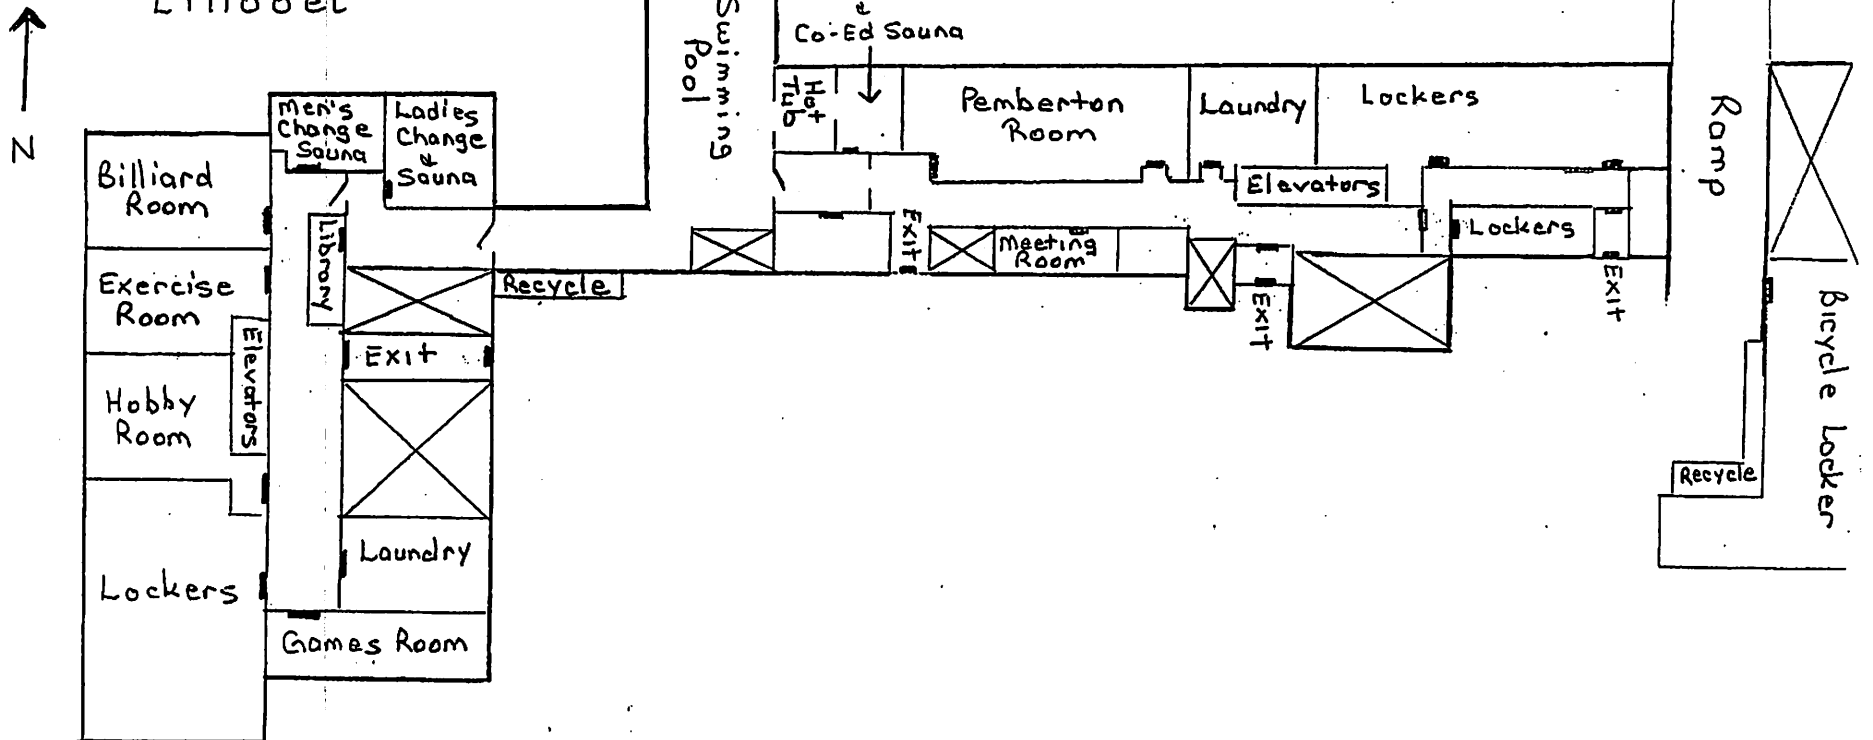 N
Men's
Change
Sauna
Ladies
Change
&
Sauna
Billiard
Room
Library
Exercise
Room
Elevators
Hobby
Room
Exit
Recycle
Lockers
Laundry
Games Room
Swimming
Pool
&
Co-Ed Sauna
Hot
Tub
Pemberton
Room
Laundry
Lockers
Elevators
Exit
Meeting
Room
Lockers
Exit
Exit
Ramp
Bicycle Locker
Recycle